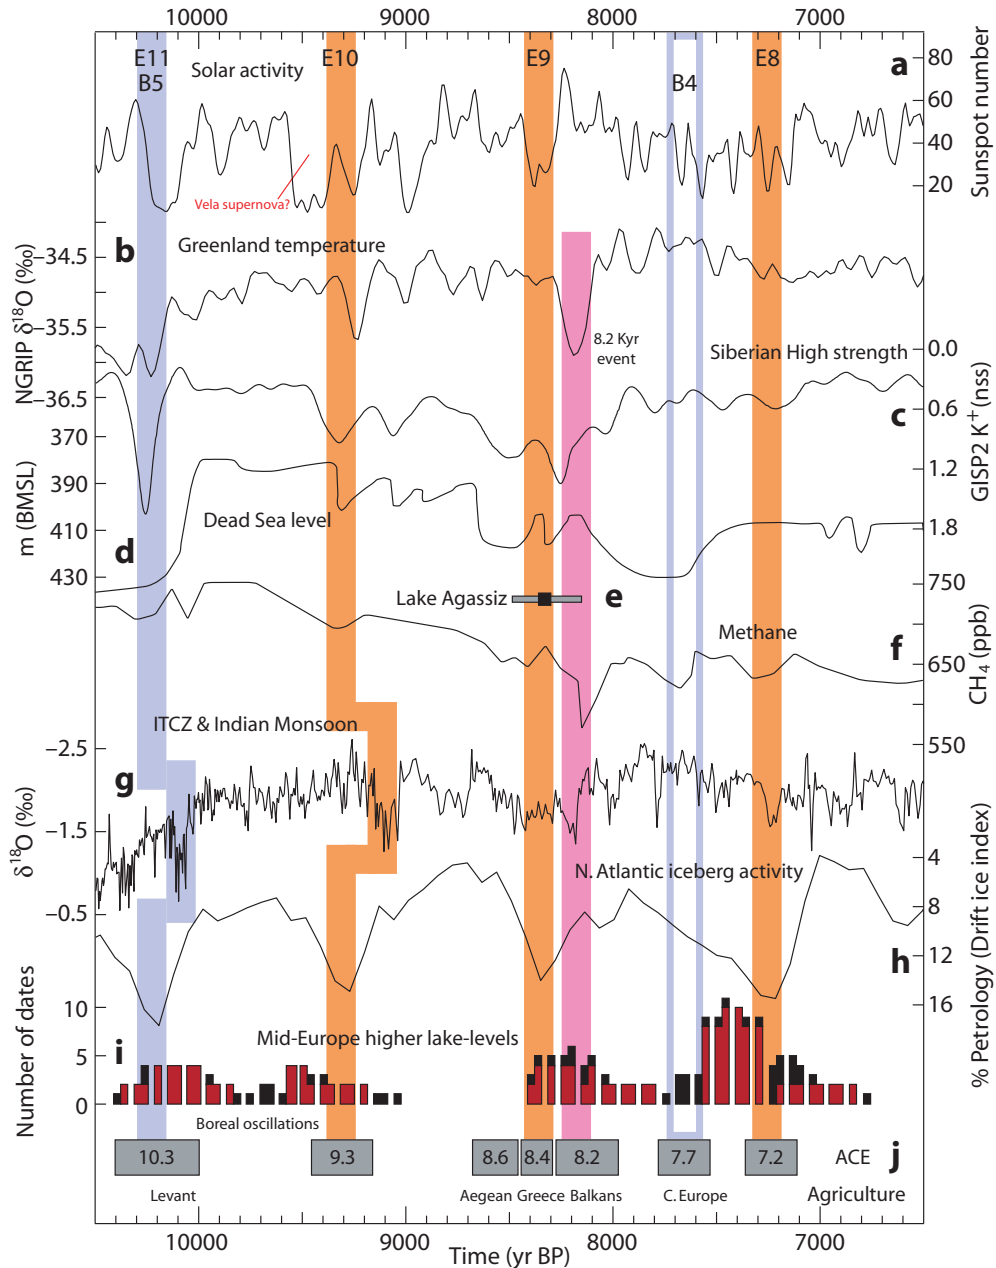 10000 9000 8000 7000
E11
B5
E10
E9
B4
E8
a
Solar activity
Vela supernova?
80
60
40
20
Sunspot number
b
Greenland temperature
−34.5
−35.5
−36.5
NGRIP δ18O (‰)
8.2 Kyr
event
Siberian High strength
c
0.0
0.6
1.2
1.8
GISP2 K+ (nss)
370
390
410
430
m (BMSL)
d
Dead Sea level
Lake Agassiz
e
Methane
f
750
650
550
CH4 (ppb)
ITCZ & Indian Monsoon
g
−2.5
−1.5
−0.5
δ18O (‰)
N. Atlantic iceberg activity
h
4
8
12
16
% Petrology (Drift ice index)
Mid-Europe higher lake-levels
i
10
5
0
Number of dates
Boreal oscillations
10.3
9.3
8.6
8.4
8.2
7.7
7.2
ACE
j
Levant
Aegean Greece Balkans
C. Europe
Agriculture
10000 9000 8000 7000
Time (yr BP)